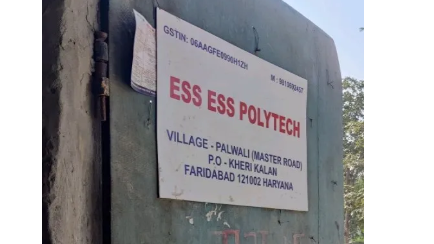 ESS ESS POLYTECH
VILLAGE - PALWALI (MASTER ROAD)
P.O - KHERI KALAN
FARIDABAD 121002 HARYANA